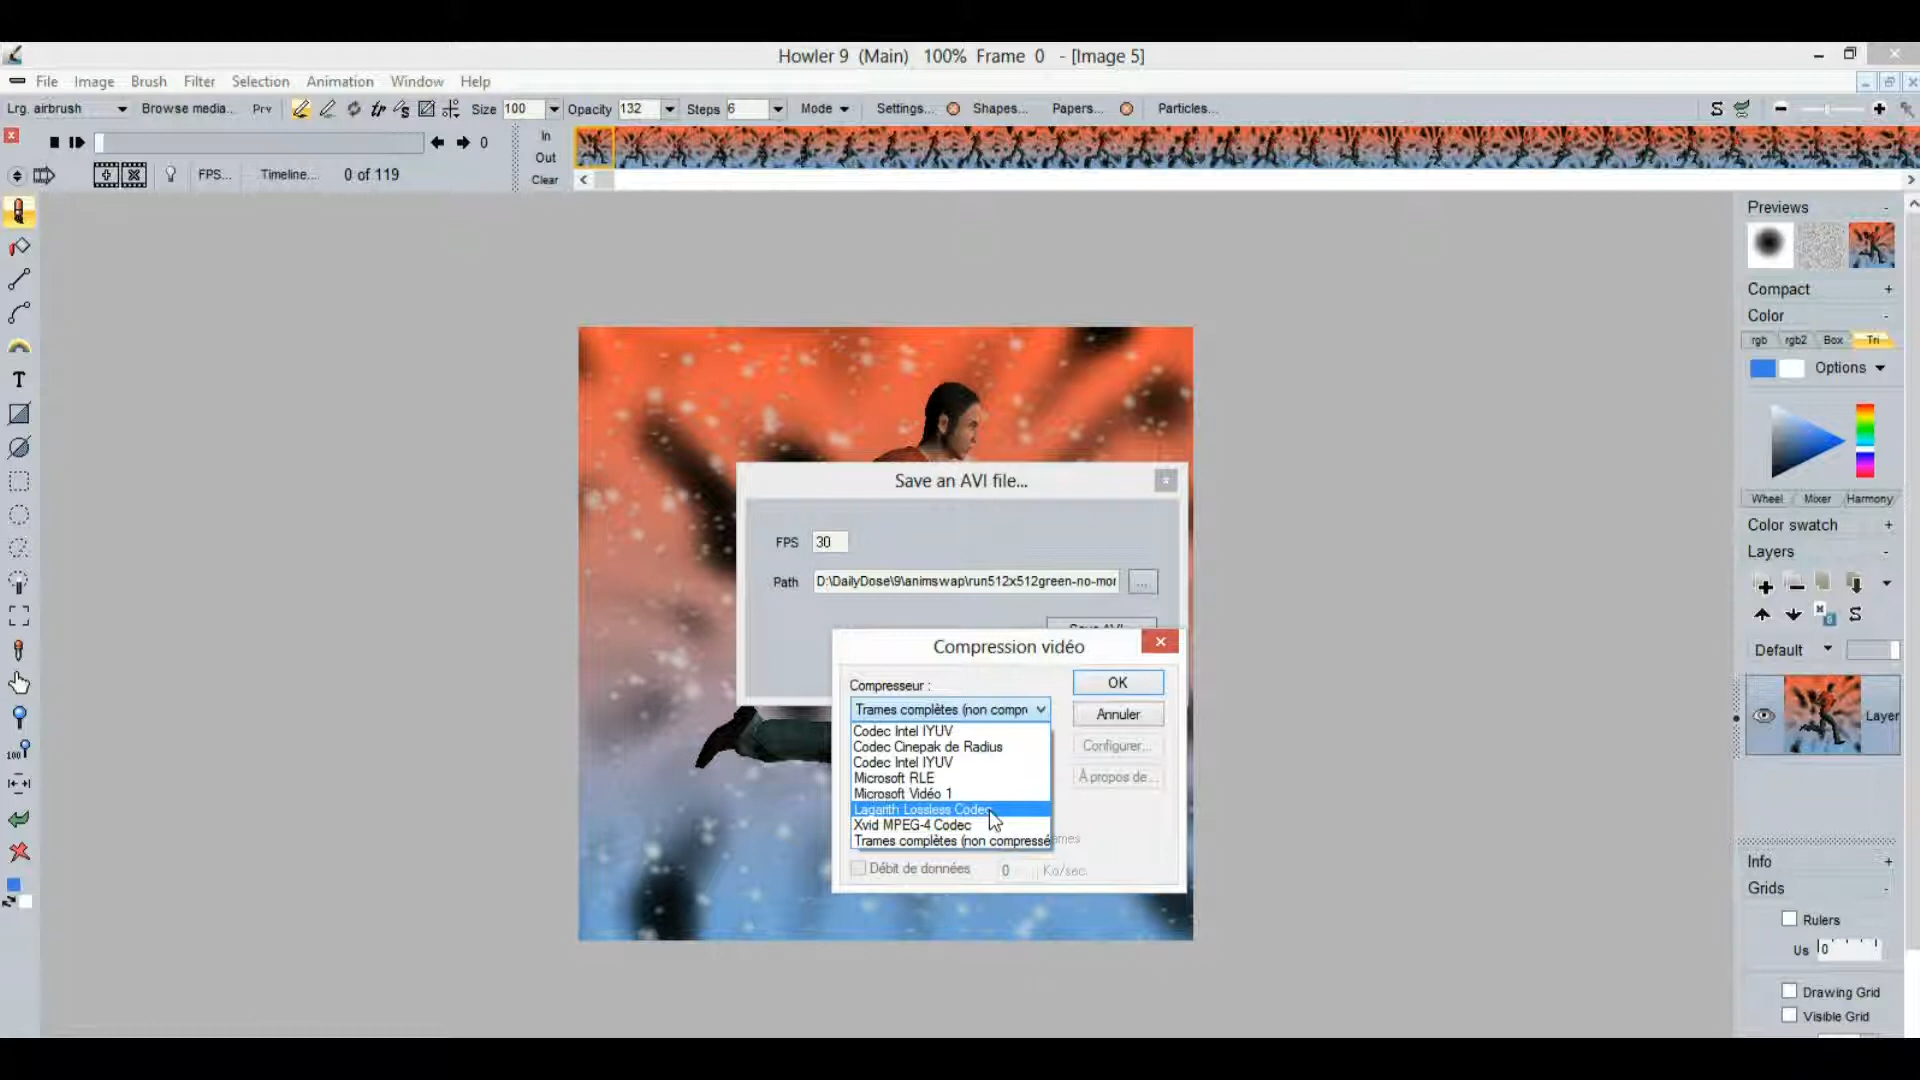 Howler 9 (Main) 100% Frame 0 - [Image 5]
File Image Brush Filter Selection Animation Window Help
Lrg. airbrush Browse media... Prv Size 100 Opacity 132 Steps 6 Mode Settings... Shapes... Papers... Particles...
In
0
Out
FPS... Timeline... 0 of 119
Clear
Previews -
Compact +
Color -
rgb rgb2 Box Tri
Options
Wheel Mixer Harmony
Color swatch +
Layers -
Default
Layer
Info +
Grids -
Rulers
Us 0
Drawing Grid
Visible Grid
T
100
Save an AVI file...
FPS 30
Path D:\DailyDose\9\animswap\run512x512green-no-mor ...
Save AVI...
Compression vidéo
Compresseur :
OK
Trames complètes (non compr
Annuler
Codec Intel IYUV
Codec Cinepak de Radius
Configurer...
Codec Intel IYUV
Microsoft RLE
À propos de...
Microsoft Vidéo 1
Lagarith Lossless Codec
Xvid MPEG-4 Codec
Trames complètes (non compressé
Débit de données 0 Ko/sec.